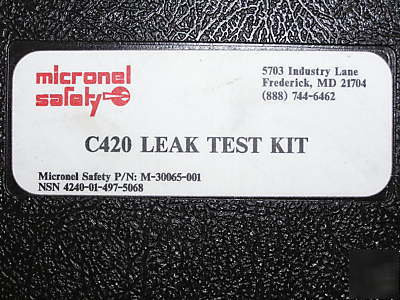 micronel
safety
5703 Industry Lane
Frederick, MD 21704
(888) 744-6462
C420 LEAK TEST KIT
Micronel Safety P/N: M-30065-001
NSN 4240-01-497-5068